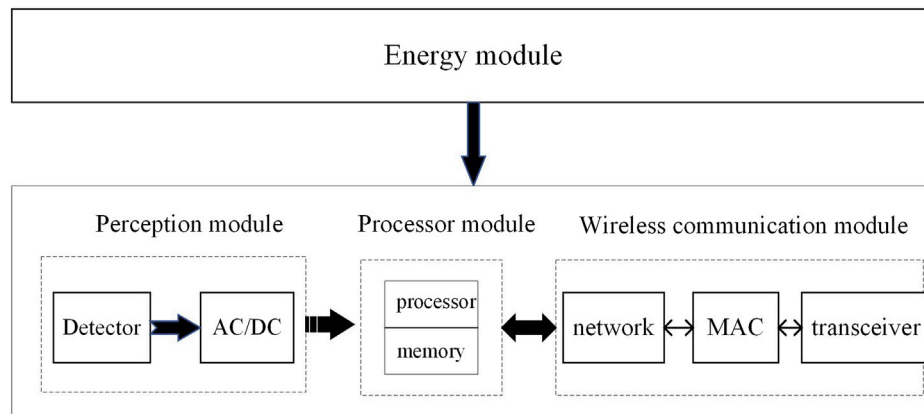 Energy module
Perception module
Processor module
Wireless communication module
Detector
AC/DC
processor
memory
network
MAC
transceiver